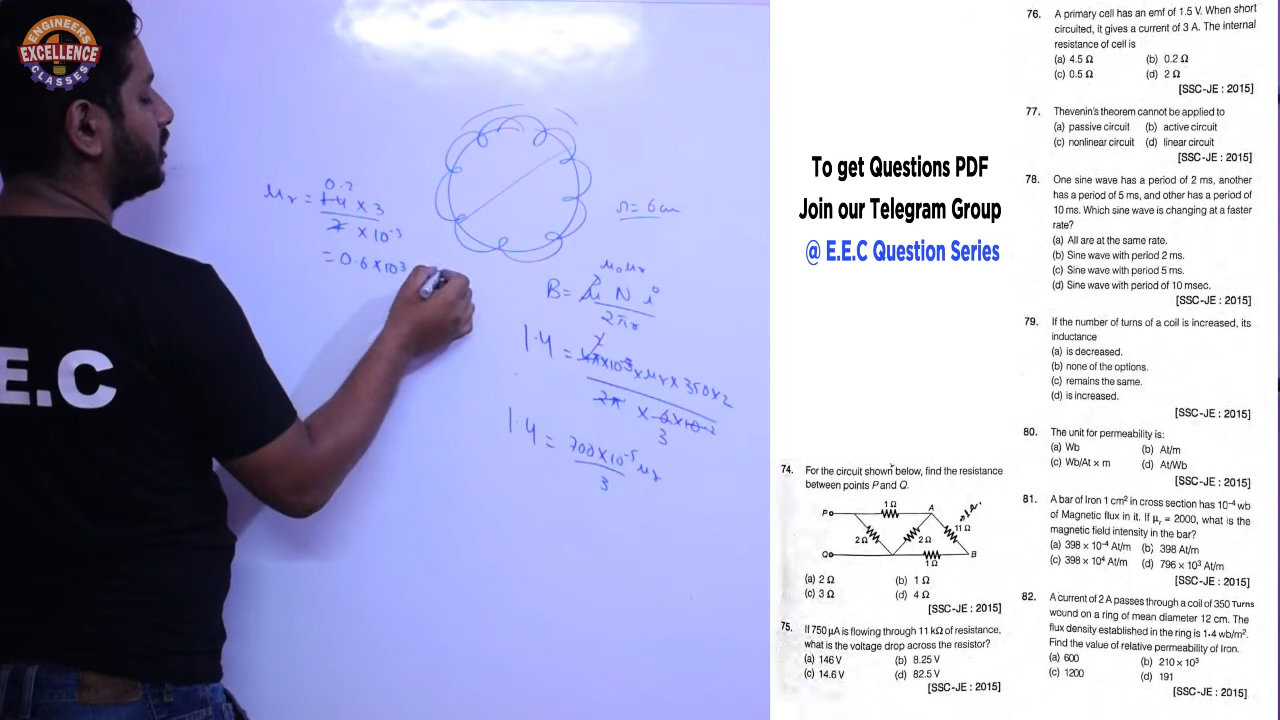 ENGINEERS
EXCELLENCE
CLASSES
E.C
μr = 0.2
1.4 × 3
7 × 10⁻³
= 0.6 × 10³
r = 6 cm
μ₀μr
B = μ N i
2πr
1.4 = 4π × 10⁻⁷ × μr × 350 × 2
2π × 6 × 10⁻²
3
1.4 = 700 × 10⁻⁵ μr
3
To get Questions PDF
Join our Telegram Group
@ E.E.C Question Series
74. For the circuit shown below, find the resistance
between points P and Q.
1 Ω
P
A
2 Ω
2 Ω
11 Ω
Q
1 Ω
B
(a) 2 Ω (b) 1 Ω
(c) 3 Ω (d) 4 Ω
[SSC-JE : 2015]
75. If 750 μA is flowing through 11 kΩ of resistance,
what is the voltage drop across the resistor?
(a) 146 V (b) 8.25 V
(c) 14.6 V (d) 82.5 V
[SSC-JE : 2015]
76. A primary cell has an emf of 1.5 V. When short
circuited, it gives a current of 3 A. The internal
resistance of cell is
(a) 4.5 Ω (b) 0.2 Ω
(c) 0.5 Ω (d) 2 Ω
[SSC-JE : 2015]
77. Thevenin's theorem cannot be applied to
(a) passive circuit (b) active circuit
(c) nonlinear circuit (d) linear circuit
[SSC-JE : 2015]
78. One sine wave has a period of 2 ms, another
has a period of 5 ms, and other has a period of
10 ms. Which sine wave is changing at a faster
rate?
(a) All are at the same rate.
(b) Sine wave with period 2 ms.
(c) Sine wave with period 5 ms.
(d) Sine wave with period of 10 msec.
[SSC-JE : 2015]
79. If the number of turns of a coil is increased, its
inductance
(a) is decreased.
(b) none of the options.
(c) remains the same.
(d) is increased.
[SSC-JE : 2015]
80. The unit for permeability is:
(a) Wb (b) At/m
(c) Wb/At × m (d) At/Wb
[SSC-JE : 2015]
81. A bar of Iron 1 cm² in cross section has 10⁻⁴ wb
of Magnetic flux in it. If μr = 2000, what is the
magnetic field intensity in the bar?
(a) 398 × 10⁻⁴ At/m (b) 398 At/m
(c) 398 × 10⁴ At/m (d) 796 × 10³ At/m
[SSC-JE : 2015]
82. A current of 2 A passes through a coil of 350 Turns
wound on a ring of mean diameter 12 cm. The
flux density established in the ring is 1·4 wb/m².
Find the value of relative permeability of Iron.
(a) 600 (b) 210 × 10³
(c) 1200 (d) 191
[SSC-JE : 2015]